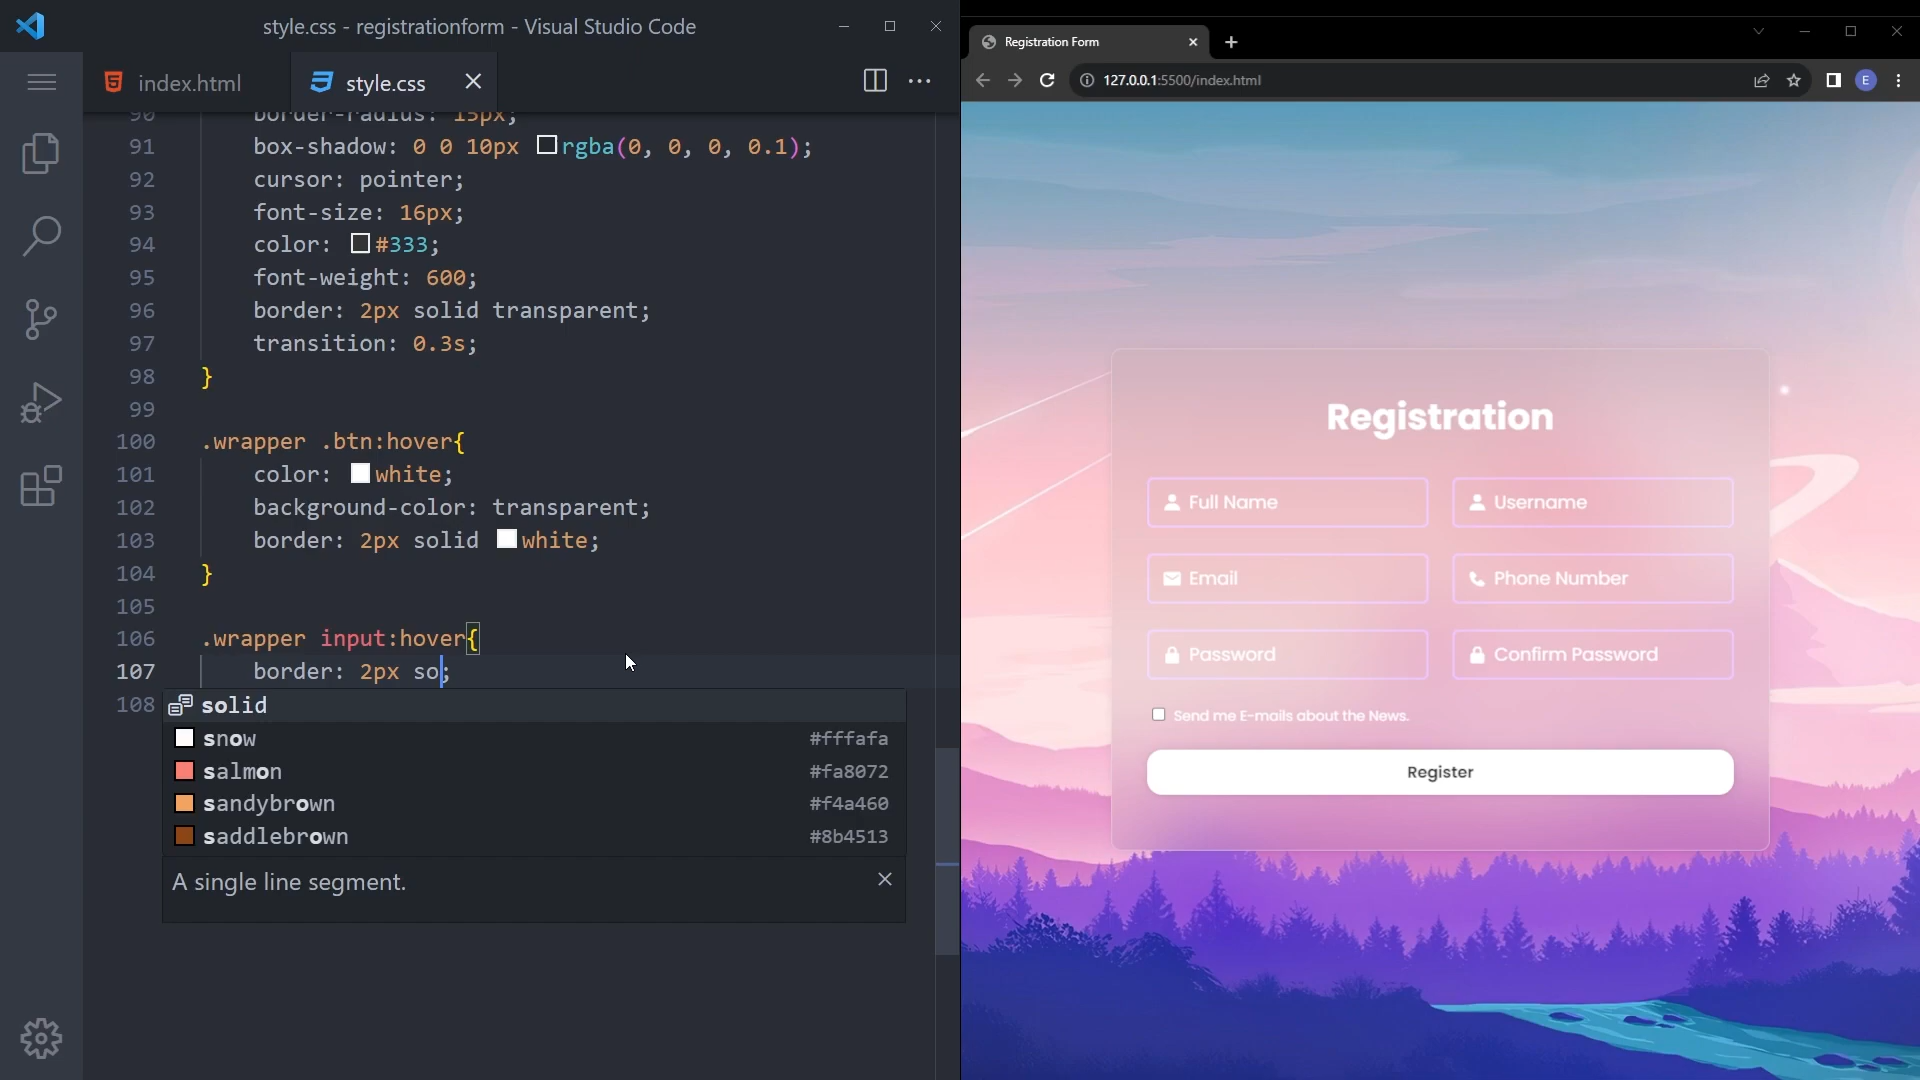 style.css - registrationform - Visual Studio Code
index.html
style.css
90 border-radius: 15px;
91 box-shadow: 0 0 10px rgba(0, 0, 0, 0.1);
92 cursor: pointer;
93 font-size: 16px;
94 color: #333;
95 font-weight: 600;
96 border: 2px solid transparent;
97 transition: 0.3s;
98 }
99
100 .wrapper .btn:hover{
101 color: white;
102 background-color: transparent;
103 border: 2px solid white;
104 }
105
106 .wrapper input:hover{
107 border: 2px so;
108
solid
snow #fffafa
salmon #fa8072
sandybrown #f4a460
saddlebrown #8b4513
A single line segment.
Registration Form
127.0.0.1:5500/index.html
E
Registration
Full Name
Username
Email
Phone Number
Password
Confirm Password
Send me E-mails about the News.
Register